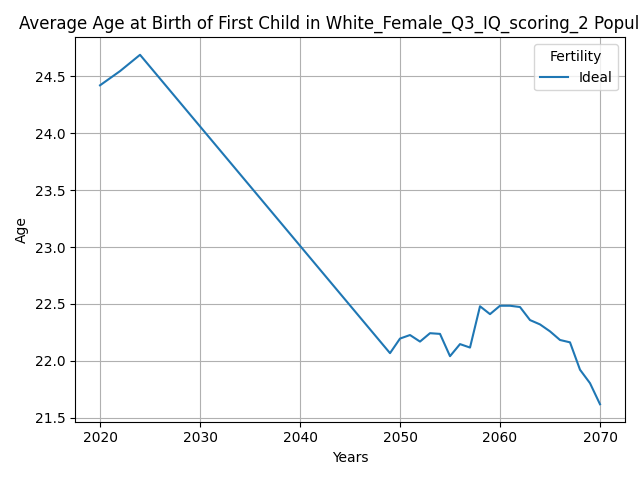 Average Age at Birth of First Child in White_Female_Q3_IQ_scoring_2 Popul
Fertility
Ideal
24.5
24.0
23.5
23.0
22.5
22.0
21.5
Age
2020 2030 2040 2050 2060 2070
Years